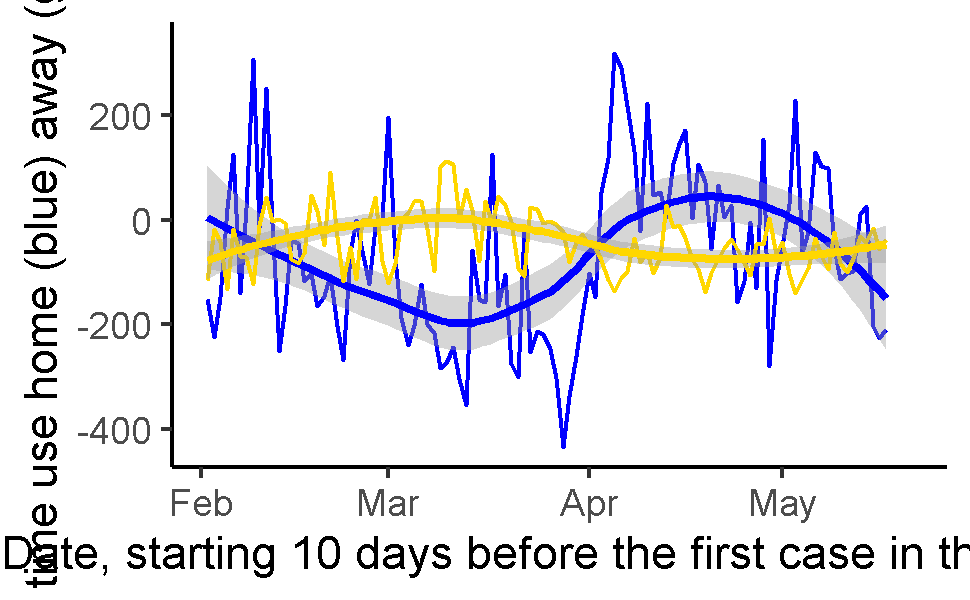 time use home (blue) away (
200
0
-200
-400
Feb Mar Apr May
Date, starting 10 days before the first case in th